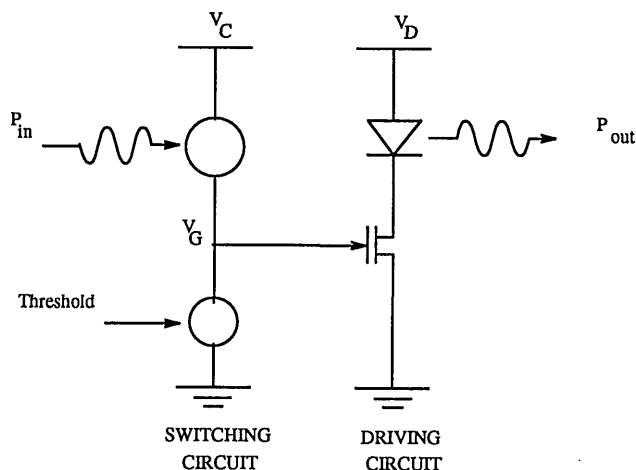 V_C
V_D
P_in
P_out
V_G
Threshold
SWITCHING
CIRCUIT
DRIVING
CIRCUIT